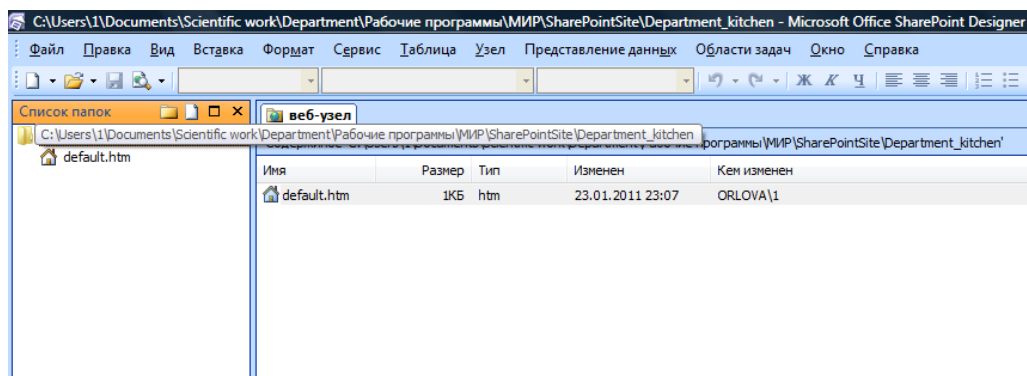 C:\Users\1\Documents\Scientific work\Department\Рабочие программы\МИР\SharePointSite\Department_kitchen - Microsoft Office SharePoint Designer
Файл Правка Вид Вставка Формат Сервис Таблица Узел Представление данных Области задач Окно Справка
Ж К Ч
Список папок
веб-узел
C:\Users\1\Documents\Scientific work\Department\Рабочие программы\МИР\SharePointSite\Department_kitchen
программы\МИР\SharePointSite\Department_kitchen'
default.htm
Имя Размер Тип Изменен Кем изменен
default.htm 1КБ htm 23.01.2011 23:07 ORLOVA\1